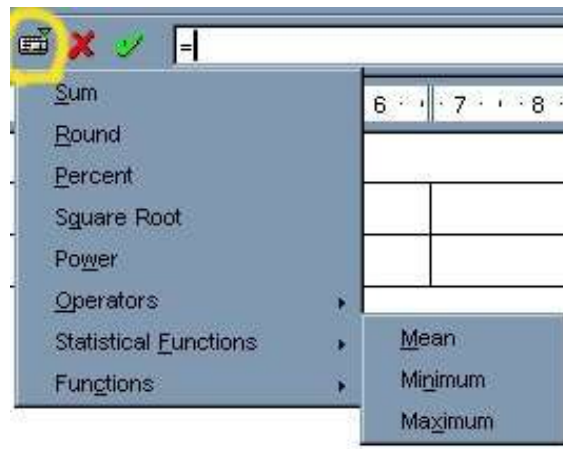 =
Sum
6 7 8
Round
Percent
Square Root
Power
Operators
Statistical Functions
Mean
Functions
Minimum
Maximum